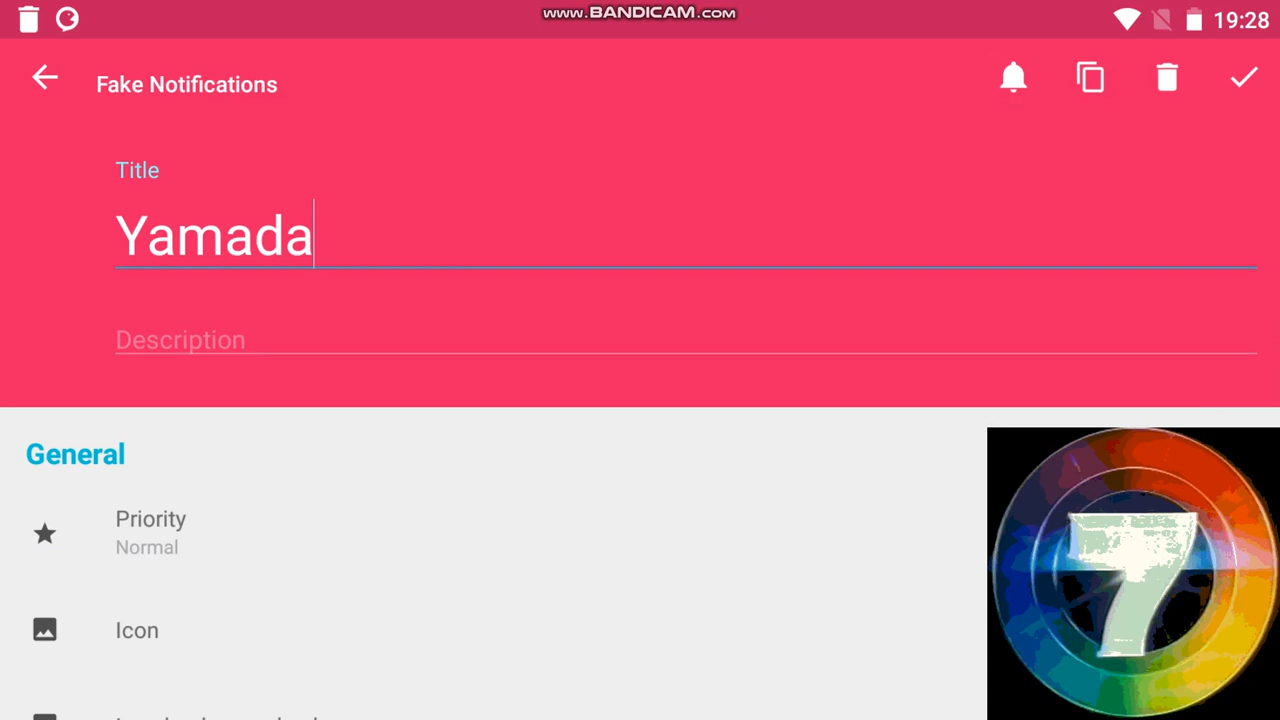 www.BANDICAM.com
19:28
Fake Notifications
Title
Yamada
Description
General
Priority
Normal
Icon
7